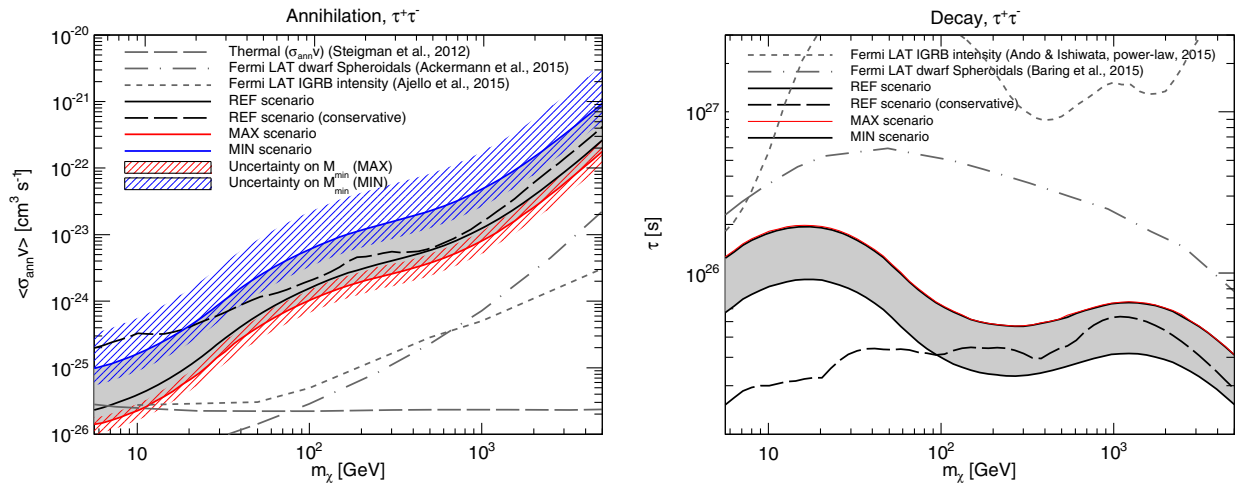 Annihilation, τ⁺τ⁻
10⁻²⁰
10⁻²¹
10⁻²²
10⁻²³
10⁻²⁴
10⁻²⁵
10⁻²⁶
<σ_ann v> [cm³ s⁻¹]
Thermal ⟨σ_ann v⟩ (Steigman et al., 2012)
Fermi LAT dwarf Spheroidals (Ackermann et al., 2015)
Fermi LAT IGRB intensity (Ajello et al., 2015)
REF scenario
REF scenario (conservative)
MAX scenario
MIN scenario
Uncertainty on M_min (MAX)
Uncertainty on M_min (MIN)
10
10²
10³
m_χ [GeV]
Decay, τ⁺τ⁻
10²⁷
10²⁶
τ [s]
Fermi LAT IGRB intensity (Ando & Ishiwata, power-law, 2015)
Fermi LAT dwarf Spheroidals (Baring et al., 2015)
REF scenario
REF scenario (conservative)
MAX scenario
MIN scenario
10
10²
10³
m_χ [GeV]